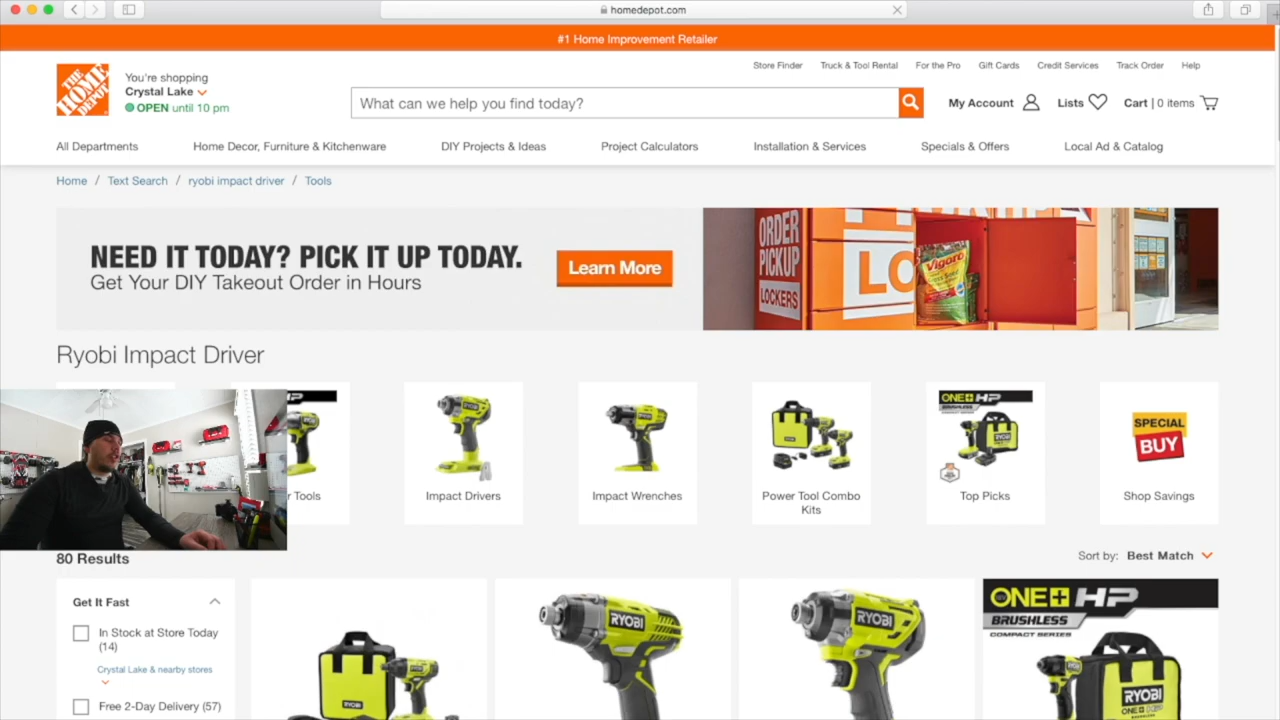 homedepot.com
#1 Home Improvement Retailer
Store Finder Truck & Tool Rental For the Pro Gift Cards Credit Services Track Order Help
THE HOME DEPOT
You're shopping
Crystal Lake
OPEN until 10 pm
What can we help you find today?
My Account Lists Cart | 0 items
All Departments Home Decor, Furniture & Kitchenware DIY Projects & Ideas Project Calculators Installation & Services Specials & Offers Local Ad & Catalog
Home / Text Search / ryobi impact driver / Tools
NEED IT TODAY? PICK IT UP TODAY.
Get Your DIY Takeout Order in Hours
Learn More
ORDER
PICKUP
LOCKERS
LO
Vigoro
Ryobi Impact Driver
ONE+ HP
BRUSHLESS
SPECIAL
BUY
r Tools
Impact Drivers
Impact Wrenches
Power Tool Combo
Kits
Top Picks
Shop Savings
80 Results
Sort by: Best Match
Get It Fast
In Stock at Store Today
(14)
Crystal Lake & nearby stores
Free 2-Day Delivery (57)
RYOBI
RYOBI
ONE+ HP
BRUSHLESS
COMPACT SERIES
RYOBI
ONE+